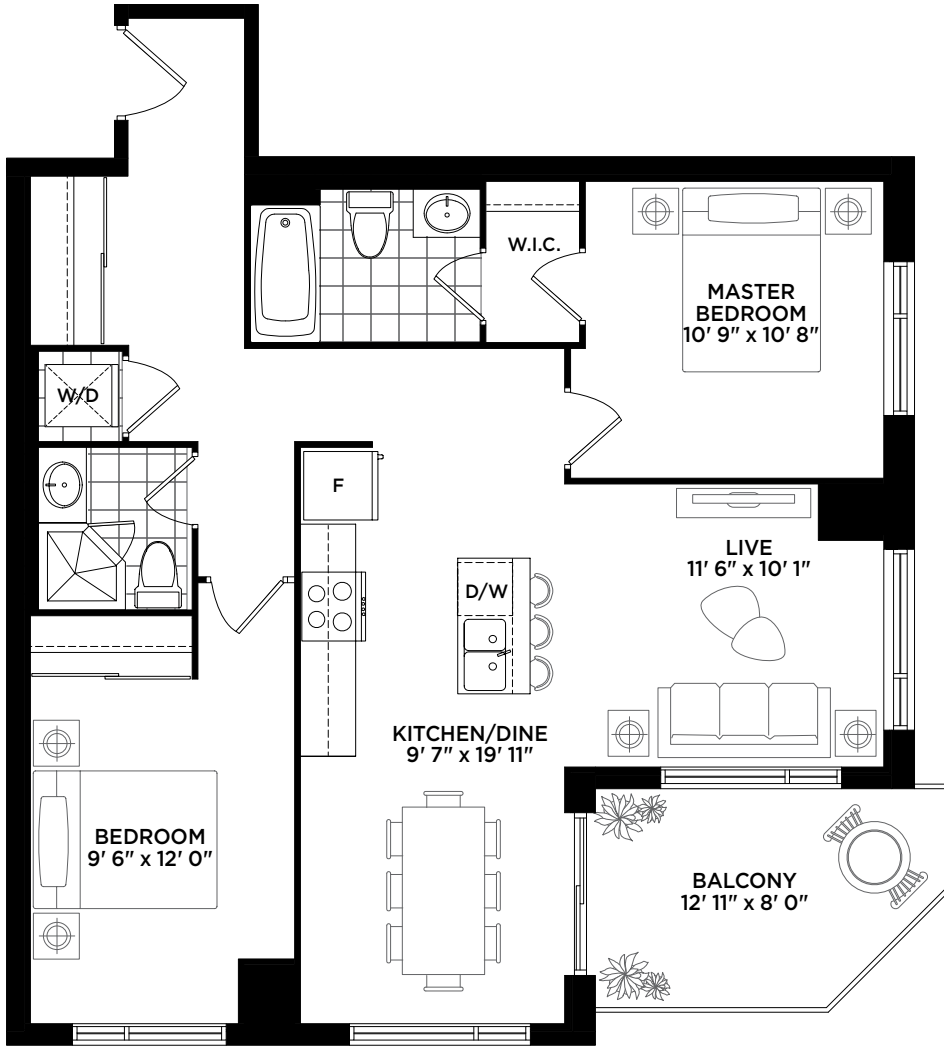 W.I.C.
MASTER
BEDROOM
10' 9" x 10' 8"
W/D
F
LIVE
11' 6" x 10' 1"
D/W
KITCHEN/DINE
9' 7" x 19' 11"
BEDROOM
9' 6" x 12' 0"
BALCONY
12' 11" x 8' 0"